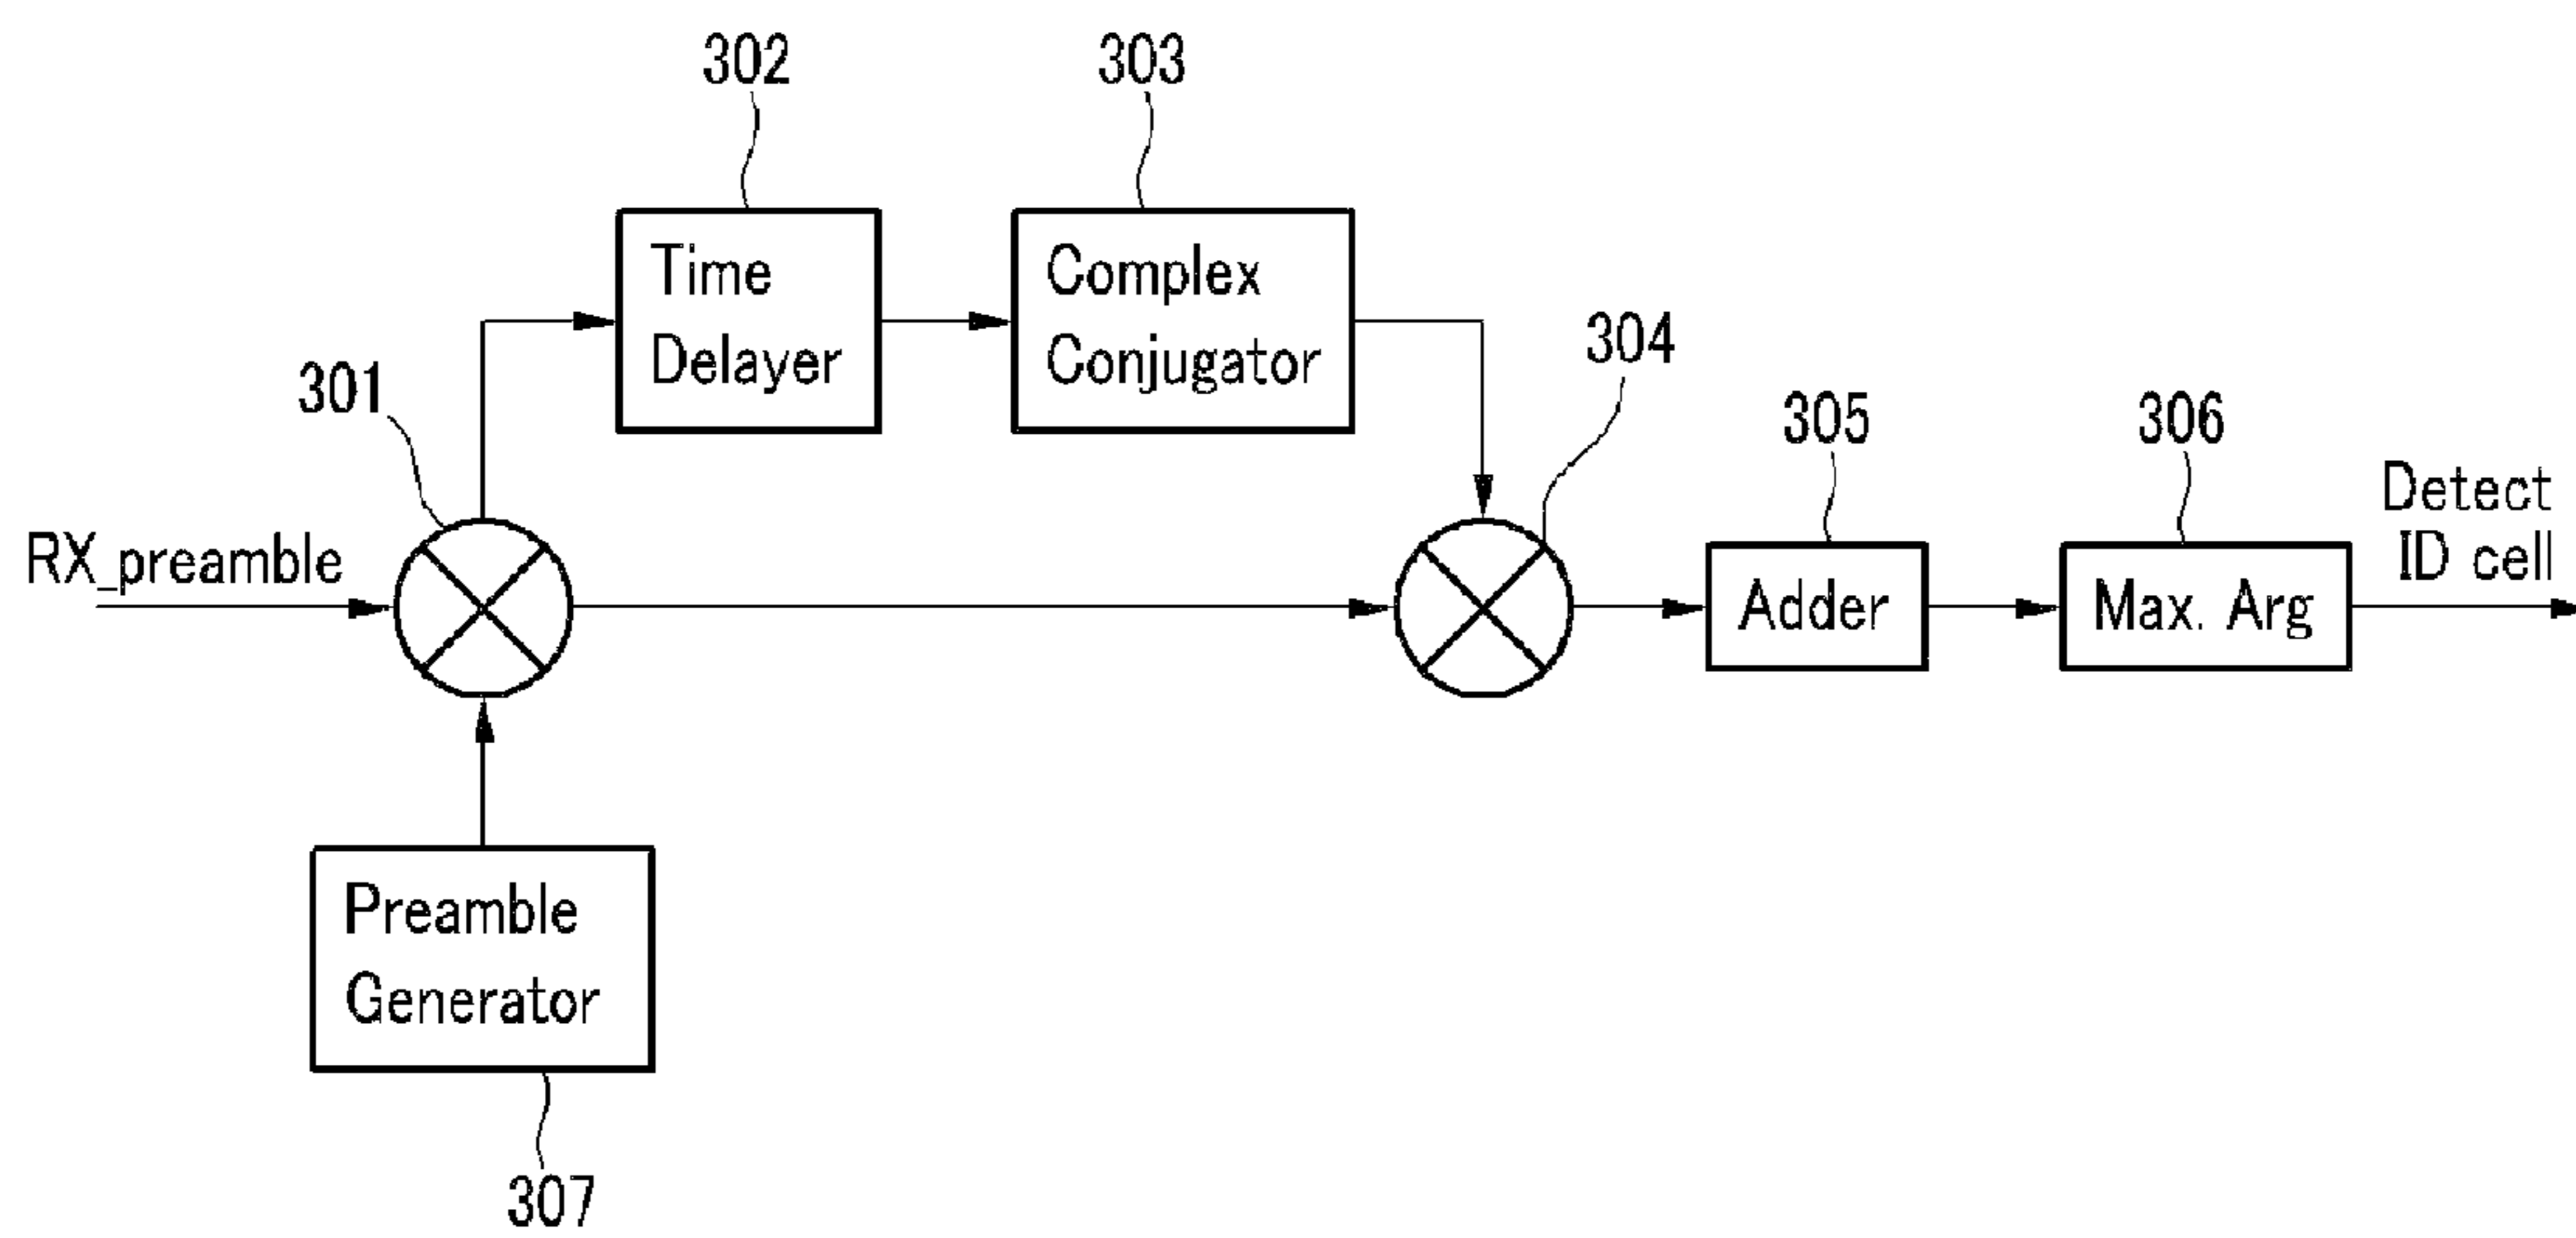 302
303
Time
Delayer
Complex
Conjugator
304
301
305
306
Detect
ID cell
RX_preamble
Adder
Max. Arg
Preamble
Generator
307